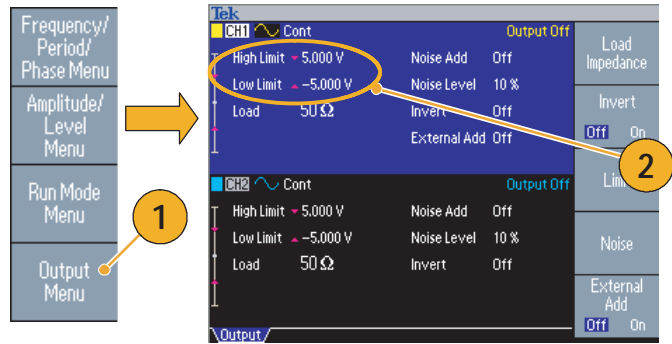 Frequency/
Period/
Phase Menu
Amplitude/
Level
Menu
Run Mode
Menu
Output
Menu
1
Tek
CH1 Cont Output Off
High Limit 5.000 V Noise Add Off
Low Limit -5.000 V Noise Level 10 %
Load 50 Ω Invert Off
External Add Off
CH2 Cont Output Off
High Limit 5.000 V Noise Add Off
Low Limit -5.000 V Noise Level 10 %
Load 50 Ω Invert Off
Output
Load
Impedance
Invert
Off On
2
Noise
External
Add
Off On